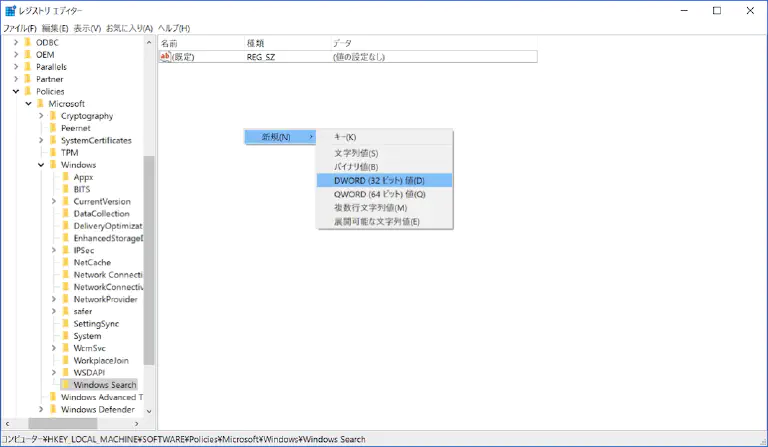 レジストリ エディター
ファイル(F) 編集(E) 表示(V) お気に入り(A) ヘルプ(H)
ODBC
OEM
Parallels
Partner
Policies
Microsoft
Cryptography
Peernet
SystemCertificates
TPM
Windows
Appx
BITS
CurrentVersion
DataCollection
DeliveryOptimizat
EnhancedStorageD
IPSec
NetCache
Network Connecti
NetworkConnectiv
NetworkProvider
safer
SettingSync
System
WcmSvc
WorkplaceJoin
WSDAPI
Windows Search
Windows Advanced T
Windows Defender
名前 種類 データ
ab (既定) REG_SZ (値の設定なし)
新規(N)
キー(K)
文字列値(S)
バイナリ値(B)
DWORD (32 ビット) 値(D)
QWORD (64 ビット) 値(Q)
複数行文字列値(M)
展開可能な文字列値(E)
コンピューター¥HKEY_LOCAL_MACHINE¥SOFTWARE¥Policies¥Microsoft¥Windows¥Windows Search